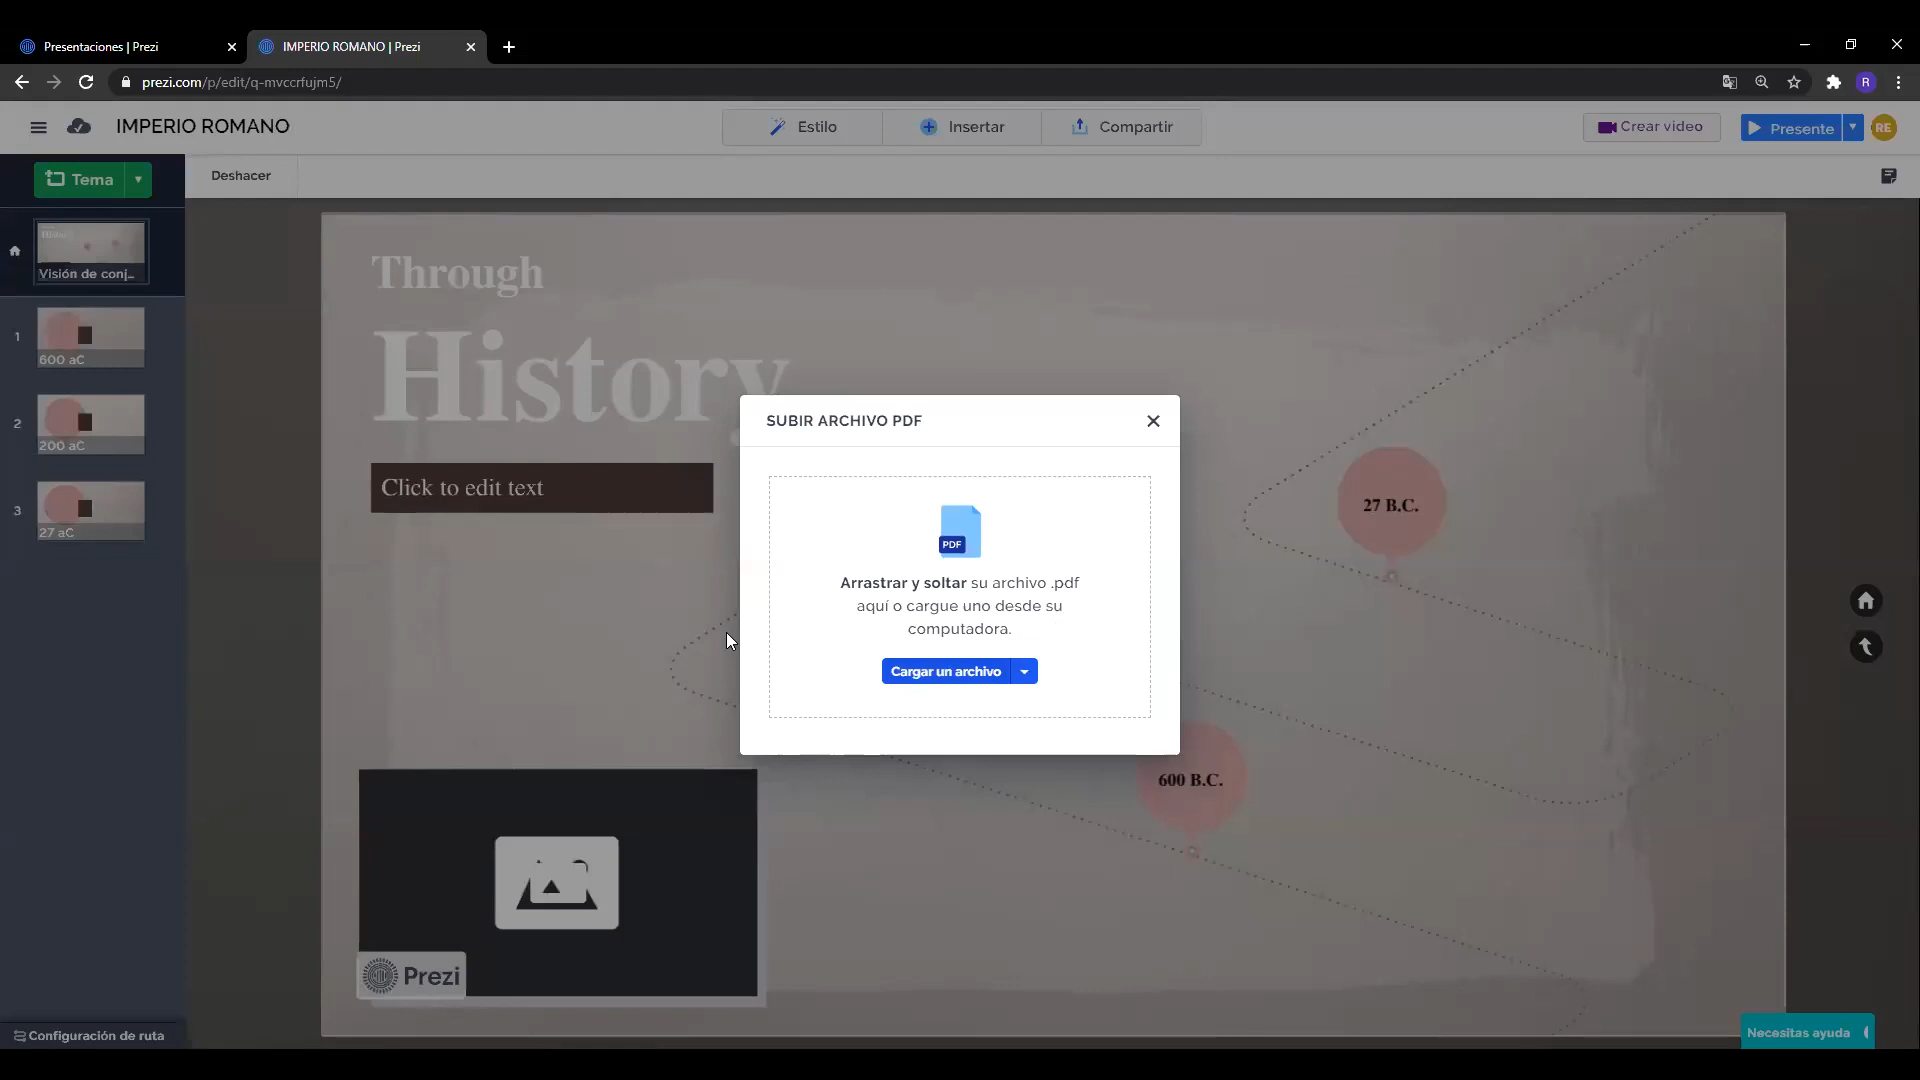 Presentaciones | Prezi
IMPERIO ROMANO | Prezi
prezi.com/p/edit/q-mvccrfujm5/
R
IMPERIO ROMANO
Estilo
Insertar
Compartir
Crear video
Presente
RE
Tema
Deshacer
Visión de conj...
1
600 aC
2
200 aC
3
27 aC
Through
History
Click to edit text
27 B.C.
600 B.C.
SUBIR ARCHIVO PDF
PDF
Arrastrar y soltar su archivo .pdf
aquí o cargue uno desde su
computadora.
Cargar un archivo
Prezi
Configuración de ruta
Necesitas ayuda